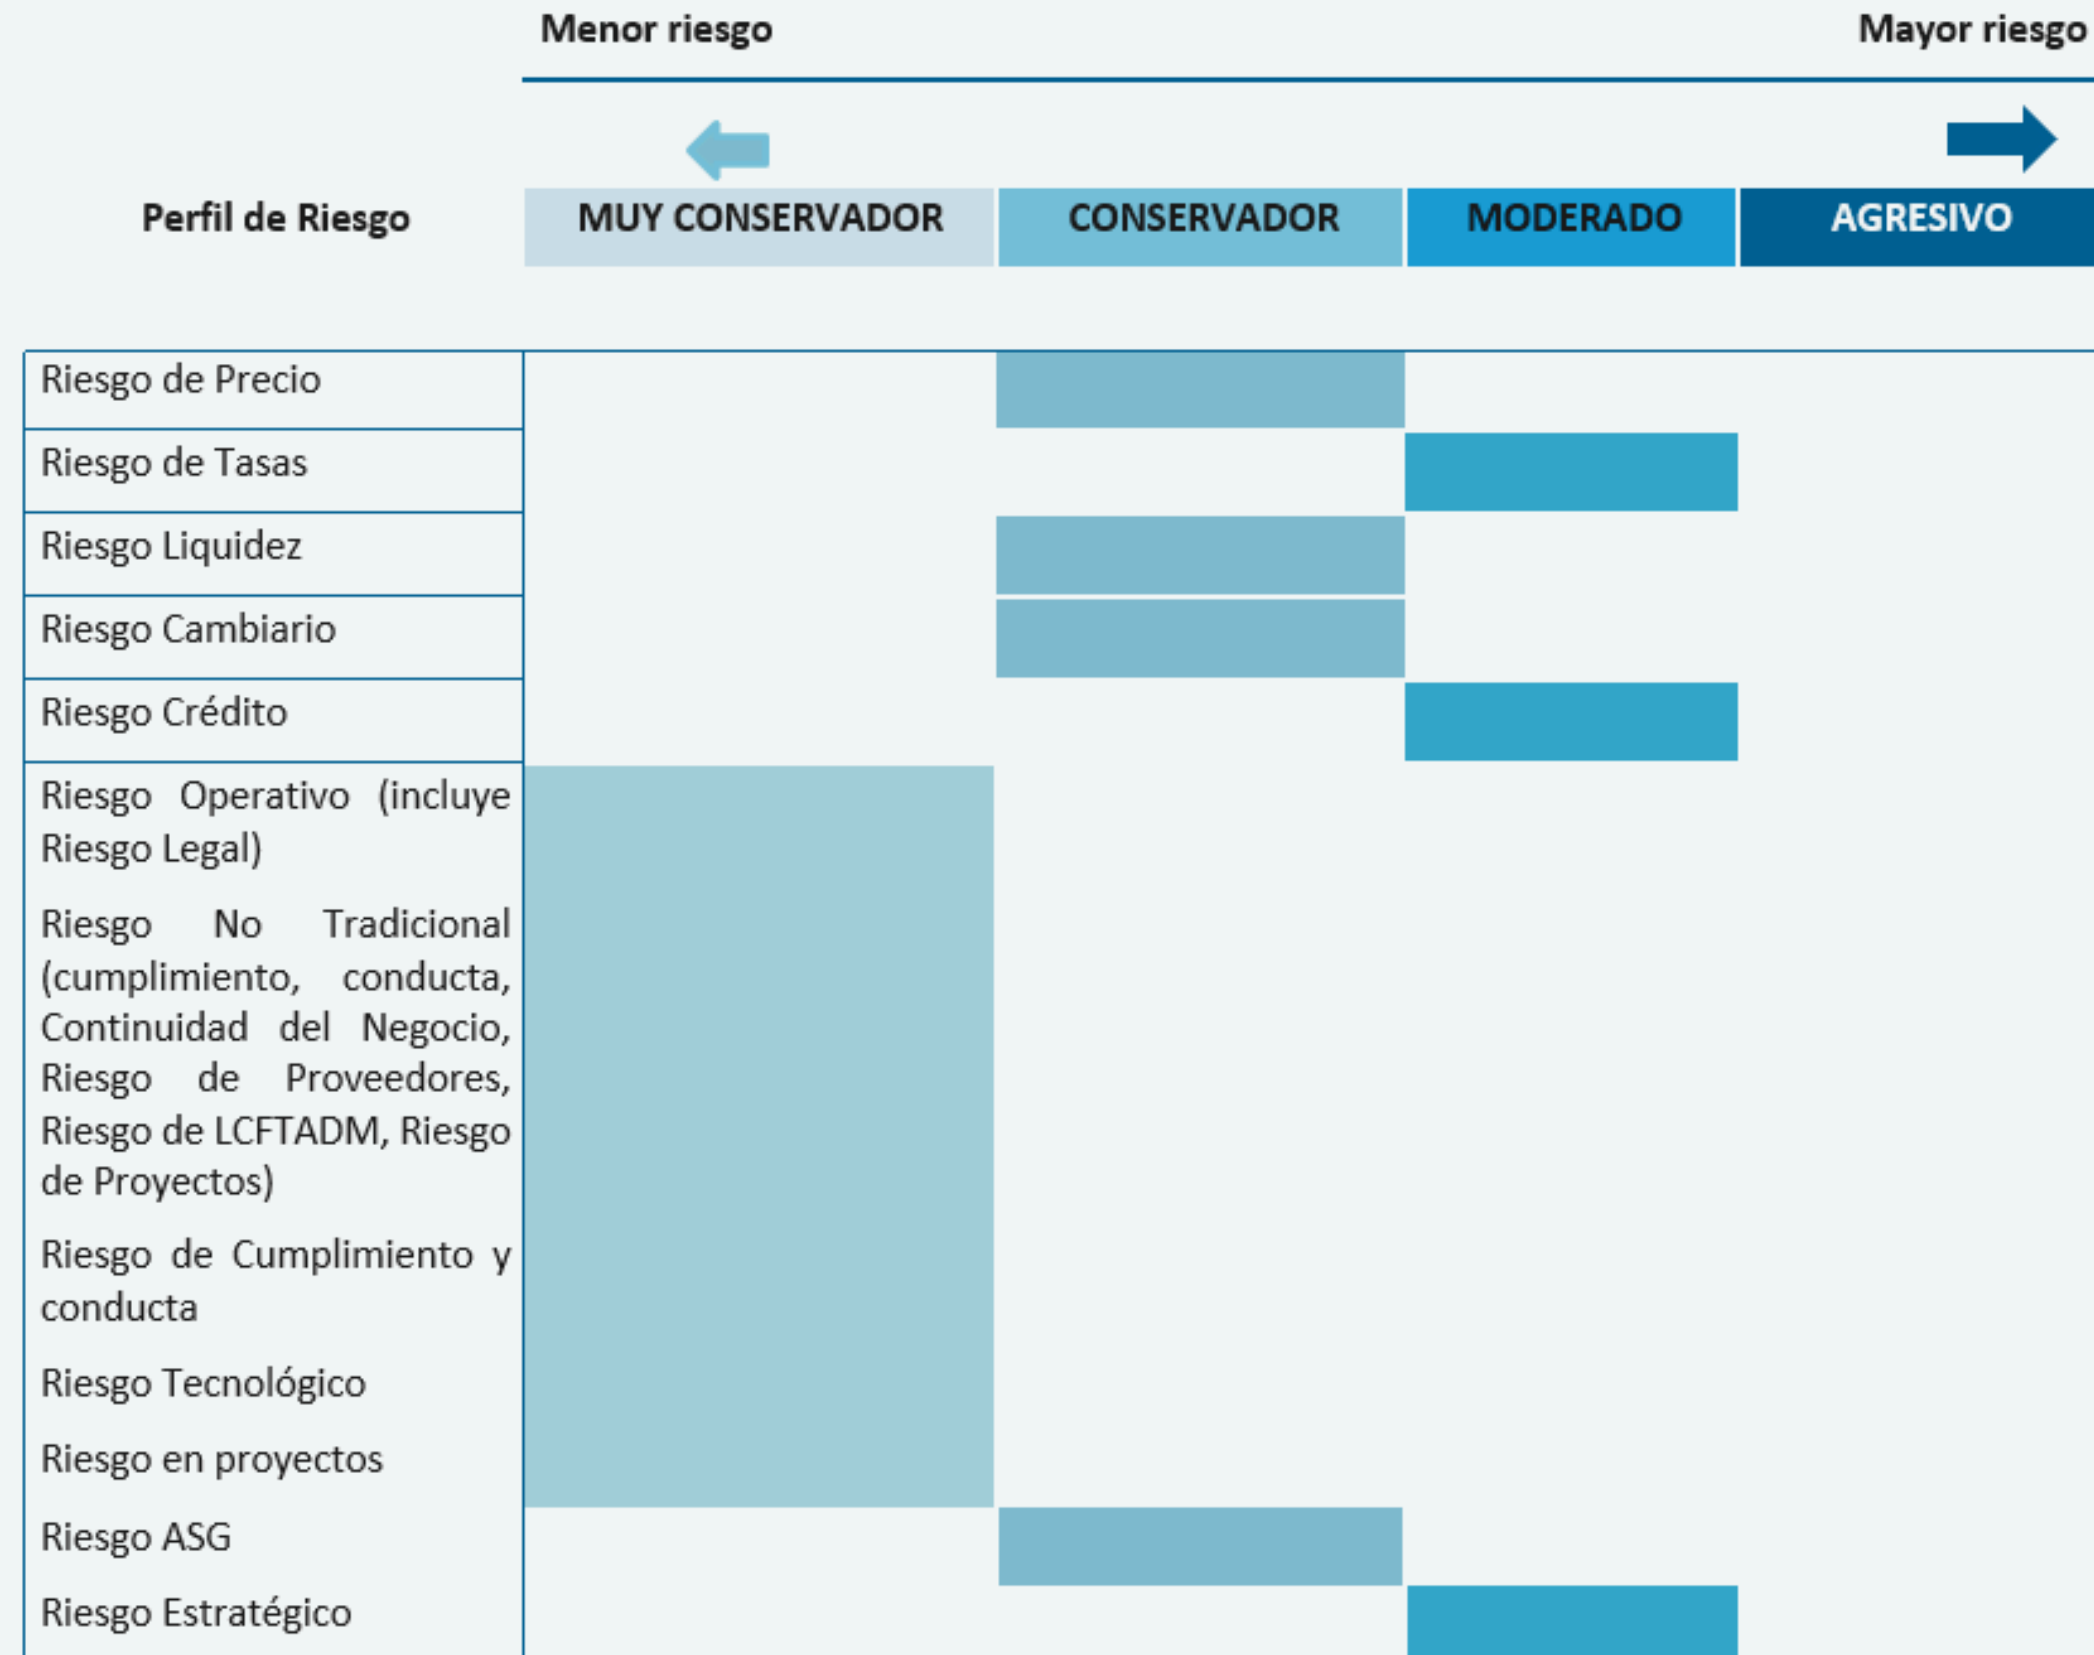 Menor riesgo
Mayor riesgo
Perfil de Riesgo
MUY CONSERVADOR
CONSERVADOR
MODERADO
AGRESIVO
Riesgo de Precio
Riesgo de Tasas
Riesgo Liquidez
Riesgo Cambiario
Riesgo Crédito
Riesgo Operativo (incluye
Riesgo Legal)
Riesgo No Tradicional
(cumplimiento, conducta,
Continuidad del Negocio,
Riesgo de Proveedores,
Riesgo de LCFTADM, Riesgo
de Proyectos)
Riesgo de Cumplimiento y
conducta
Riesgo Tecnológico
Riesgo en proyectos
Riesgo ASG
Riesgo Estratégico